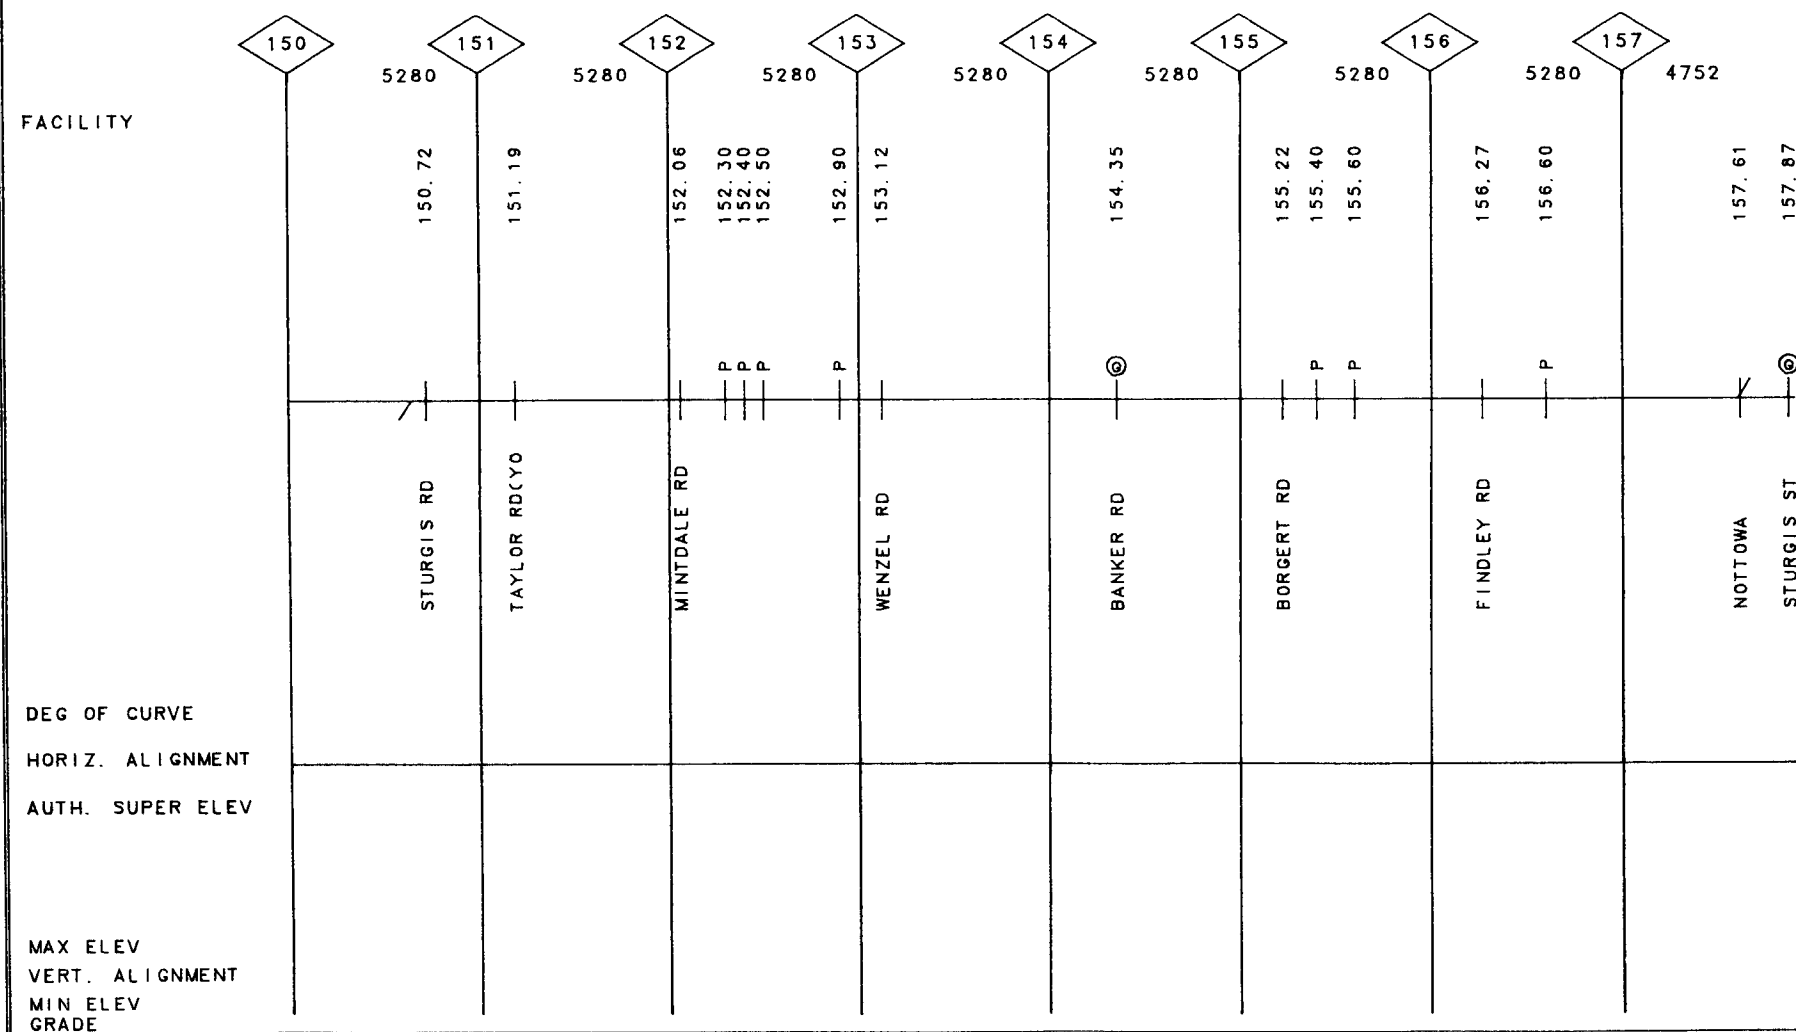 150 151 152 153 154 155 156 157
5280 5280 5280 5280 5280 5280 5280 4752
FACILITY
150.72
151.19
152.06
152.30
152.40
152.50
152.90
153.12
154.35
155.22
155.40
155.60
156.27
156.60
157.61
157.87
P P P P P P P
STURGIS RD
TAYLOR RD(YO
MINTDALE RD
WENZEL RD
BANKER RD
BORGERT RD
FINDLEY RD
NOTTOWA
STURGIS ST
DEG OF CURVE
HORIZ. ALIGNMENT
AUTH. SUPER ELEV
MAX ELEV
VERT. ALIGNMENT
MIN ELEV
GRADE